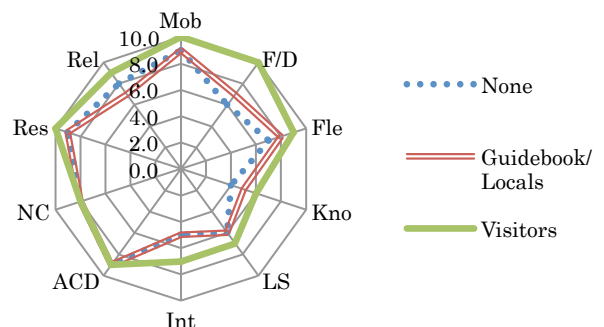 Mob
10.0
Rel
F/D
8.0
6.0
None
4.0
Res
Fle
2.0
Guidebook/
Locals
0.0
NC
Kno
Visitors
ACD
LS
Int